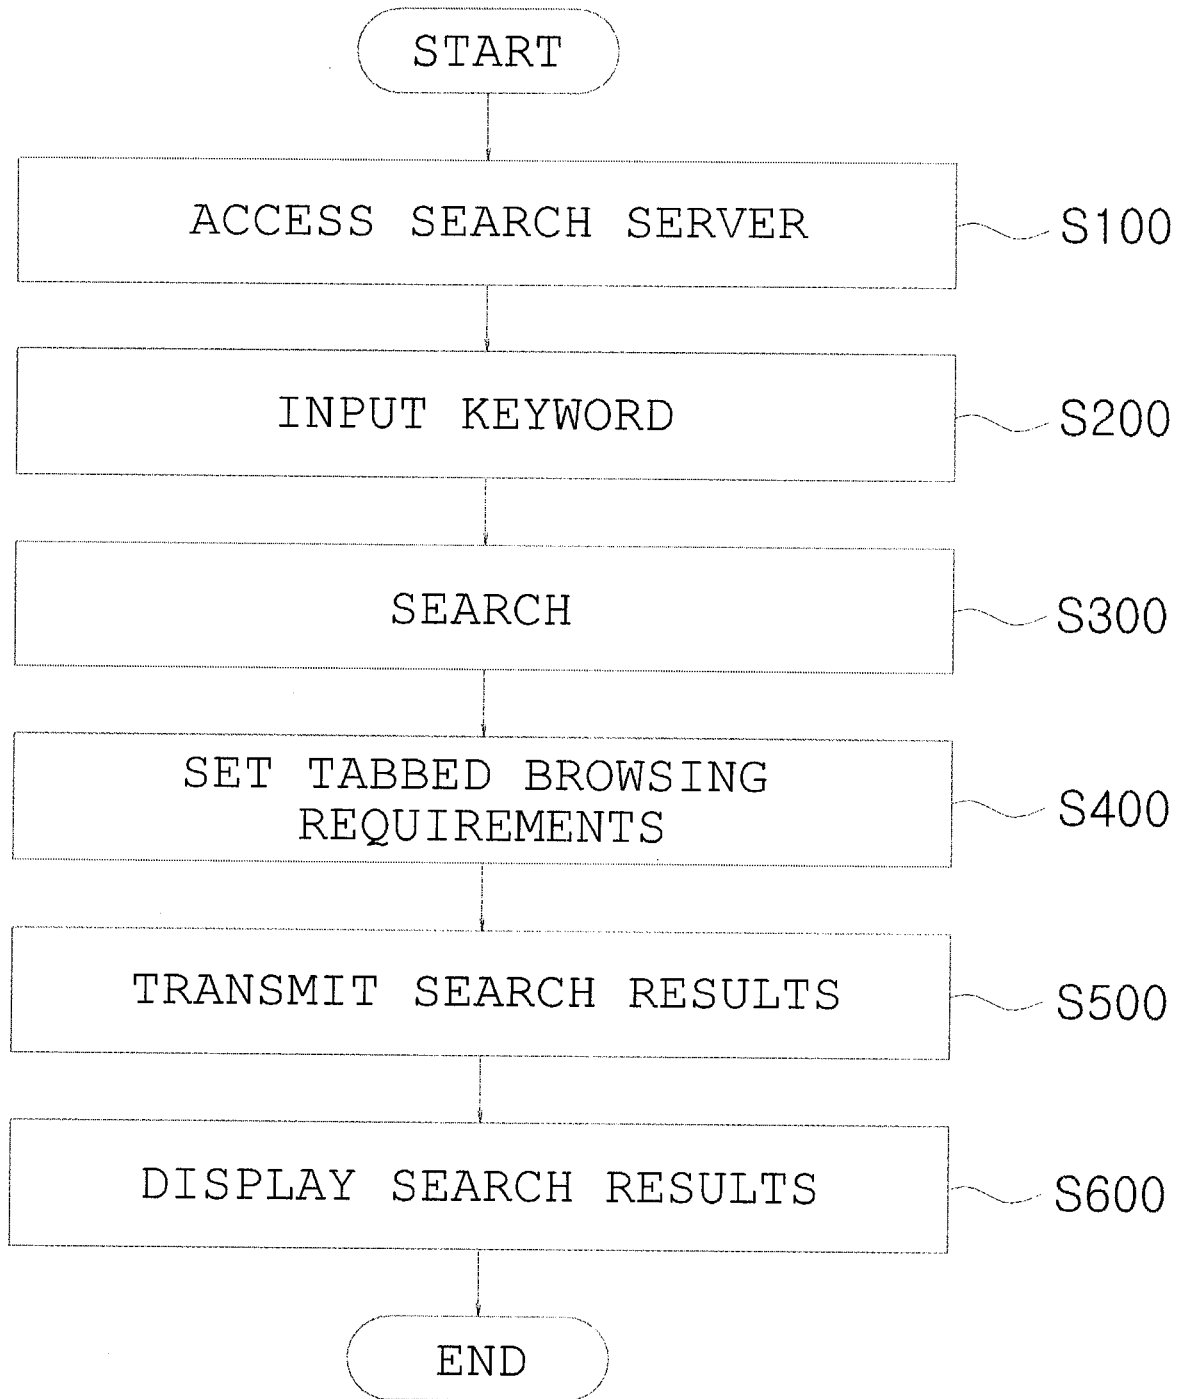 START
ACCESS SEARCH SERVER
S100
INPUT KEYWORD
S200
SEARCH
S300
SET TABBED BROWSING
REQUIREMENTS
S400
TRANSMIT SEARCH RESULTS
S500
DISPLAY SEARCH RESULTS
S600
END